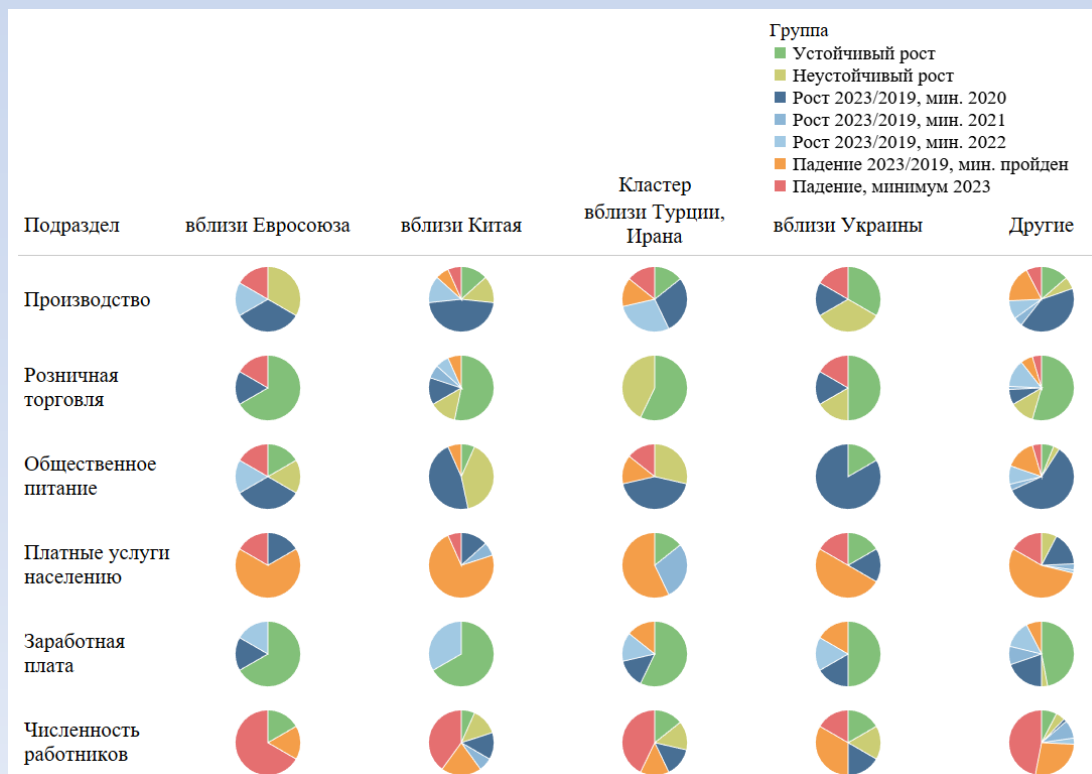 Группа
Устойчивый рост
Неустойчивый рост
Рост 2023/2019, мин. 2020
Рост 2023/2019, мин. 2021
Рост 2023/2019, мин. 2022
Падение 2023/2019, мин. пройден
Падение, минимум 2023
Кластер
Подраздел вблизи Евросоюза вблизи Китая вблизи Турции, Ирана вблизи Украины Другие
Производство
Розничная
торговля
Общественное
питание
Платные услуги
населению
Заработная
плата
Численность
работников